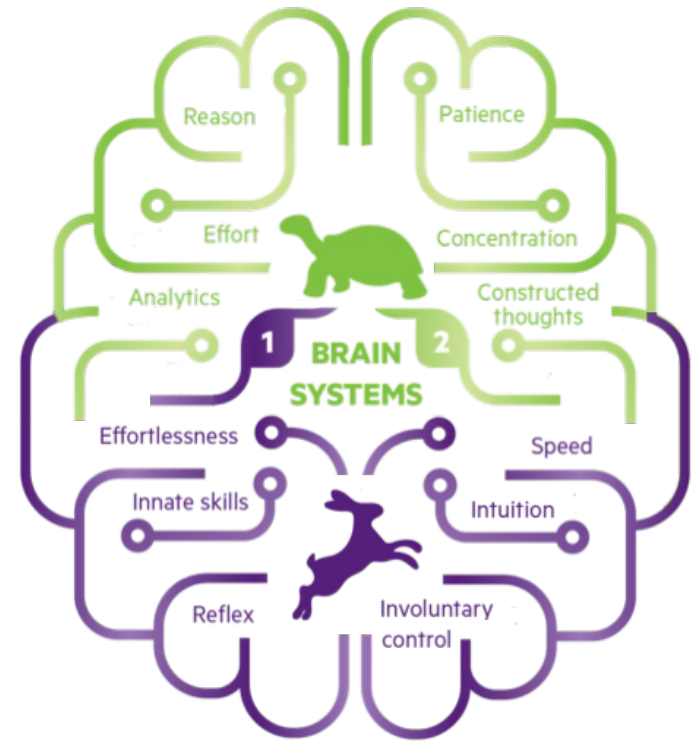 Reason
Patience
Effort
Concentration
Analytics
Constructed
thoughts
1
BRAIN
SYSTEMS
2
Effortlessness
Speed
Innate skills
Intuition
Reflex
Involuntary
control